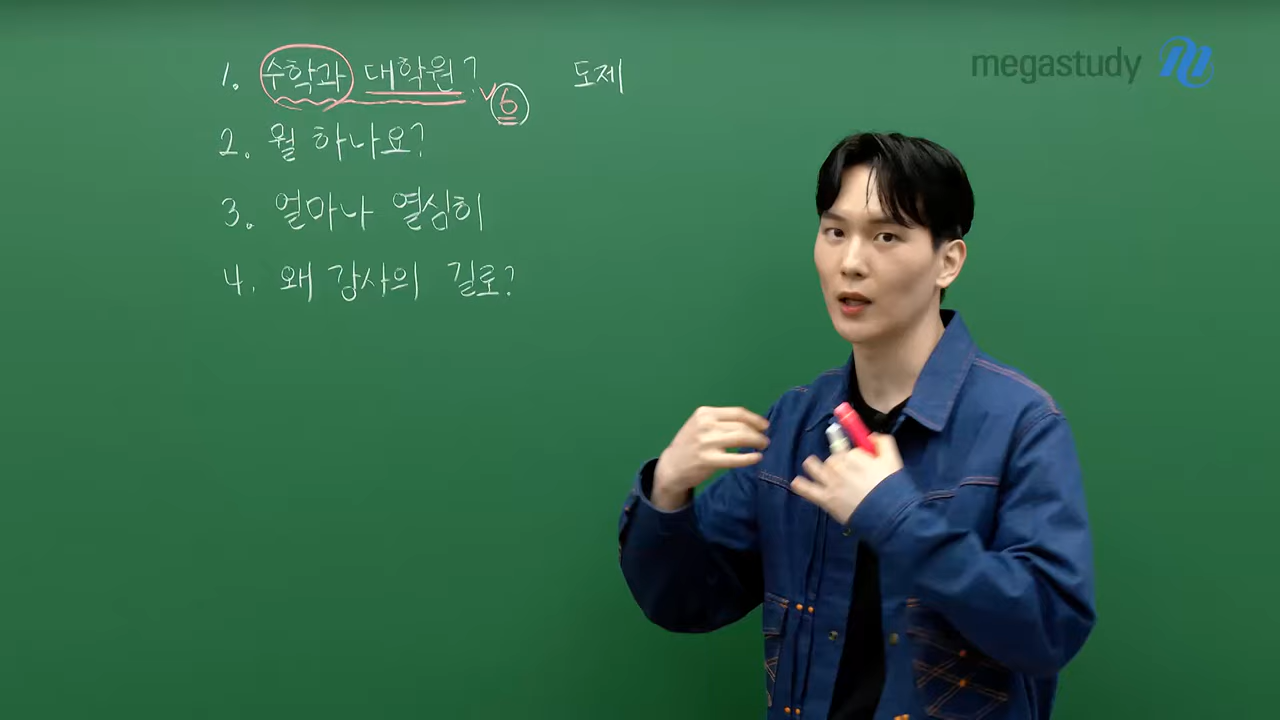 megastudy
1. 수학과 대학원? 도제
6
2. 뭘 하나요?
3. 얼마나 열심히
4. 왜 강사의 길로?